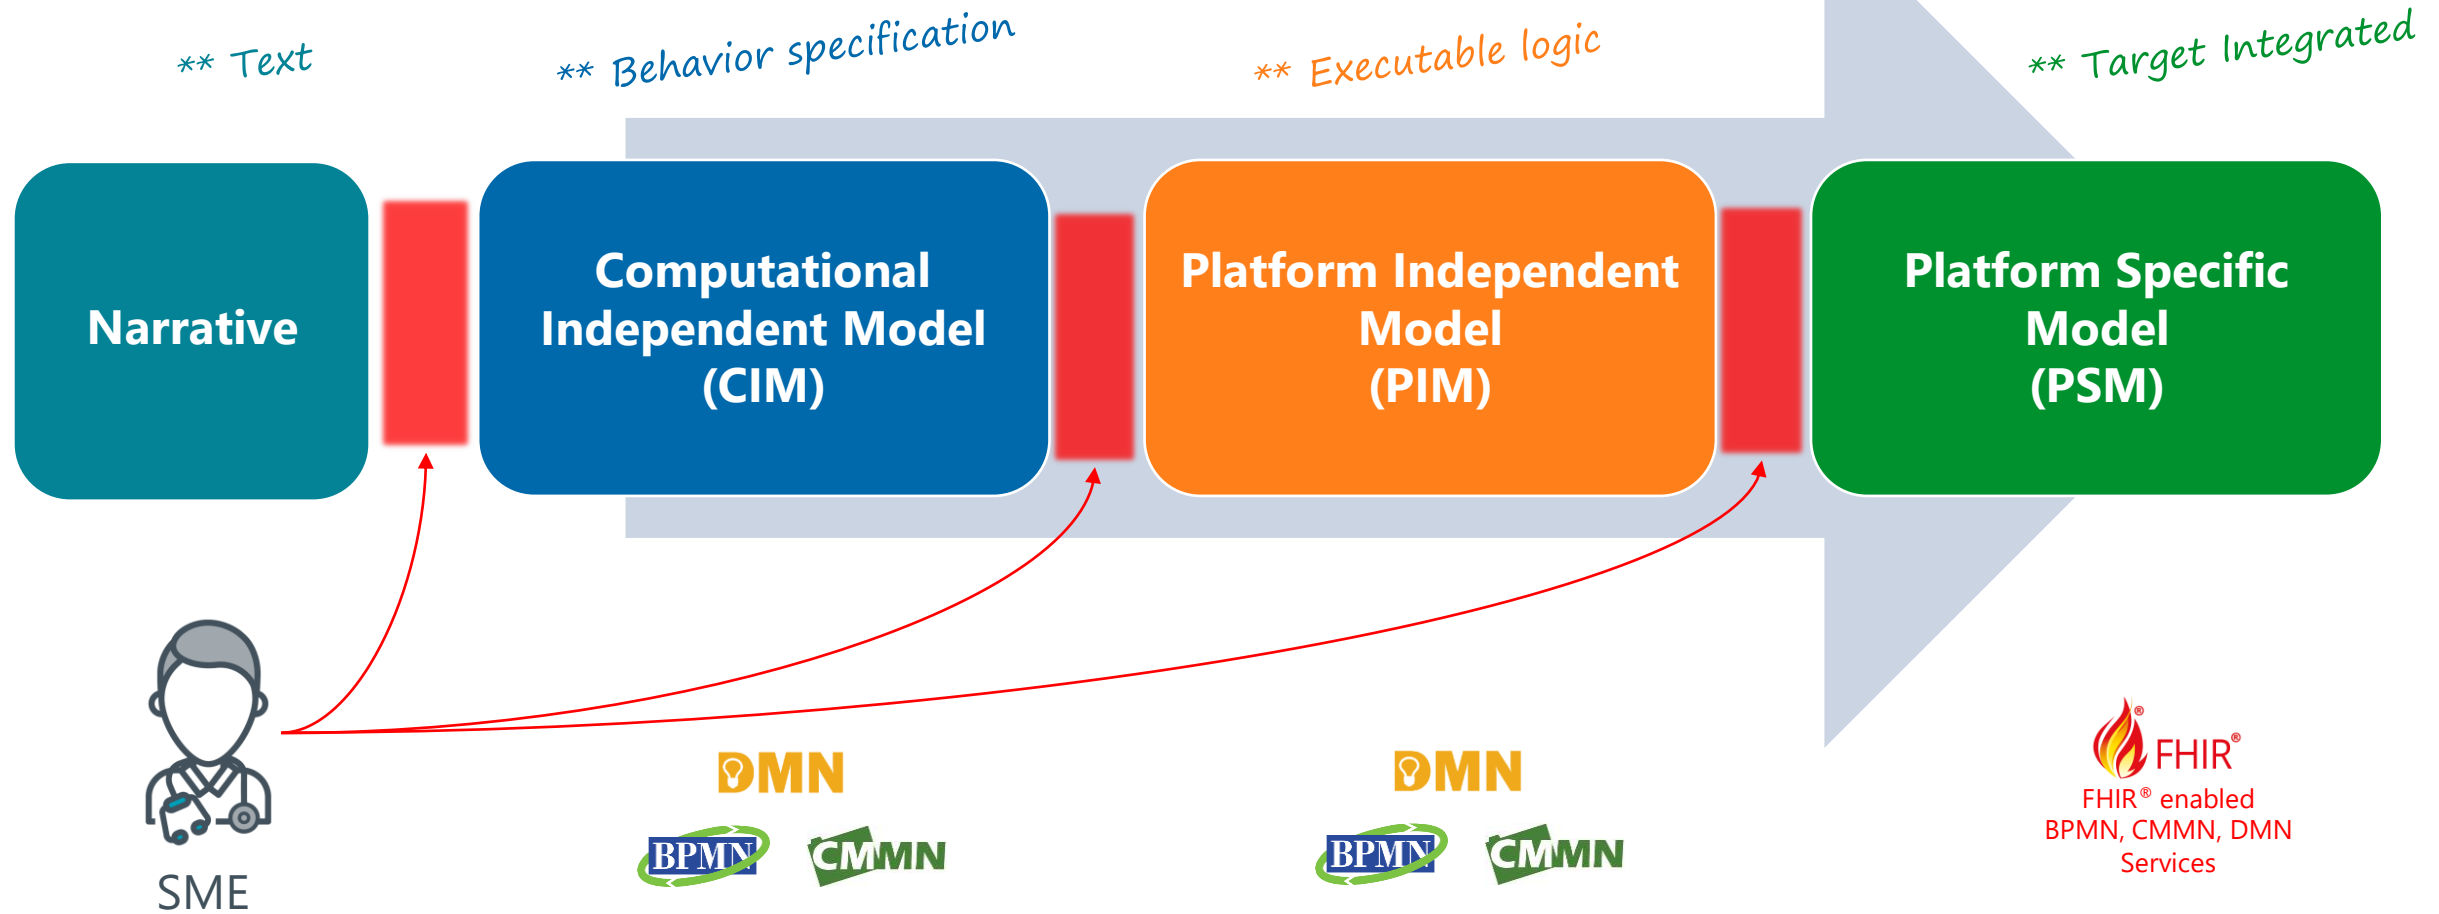 ** Text
** Behavior specification
** Executable logic
** Target Integrated
Narrative
Computational
Independent Model
(CIM)
Platform Independent
Model
(PIM)
Platform Specific
Model
(PSM)
SME
DMN
BPMN
CMMN
DMN
BPMN
CMMN
FHIR®
FHIR® enabled
BPMN, CMMN, DMN
Services